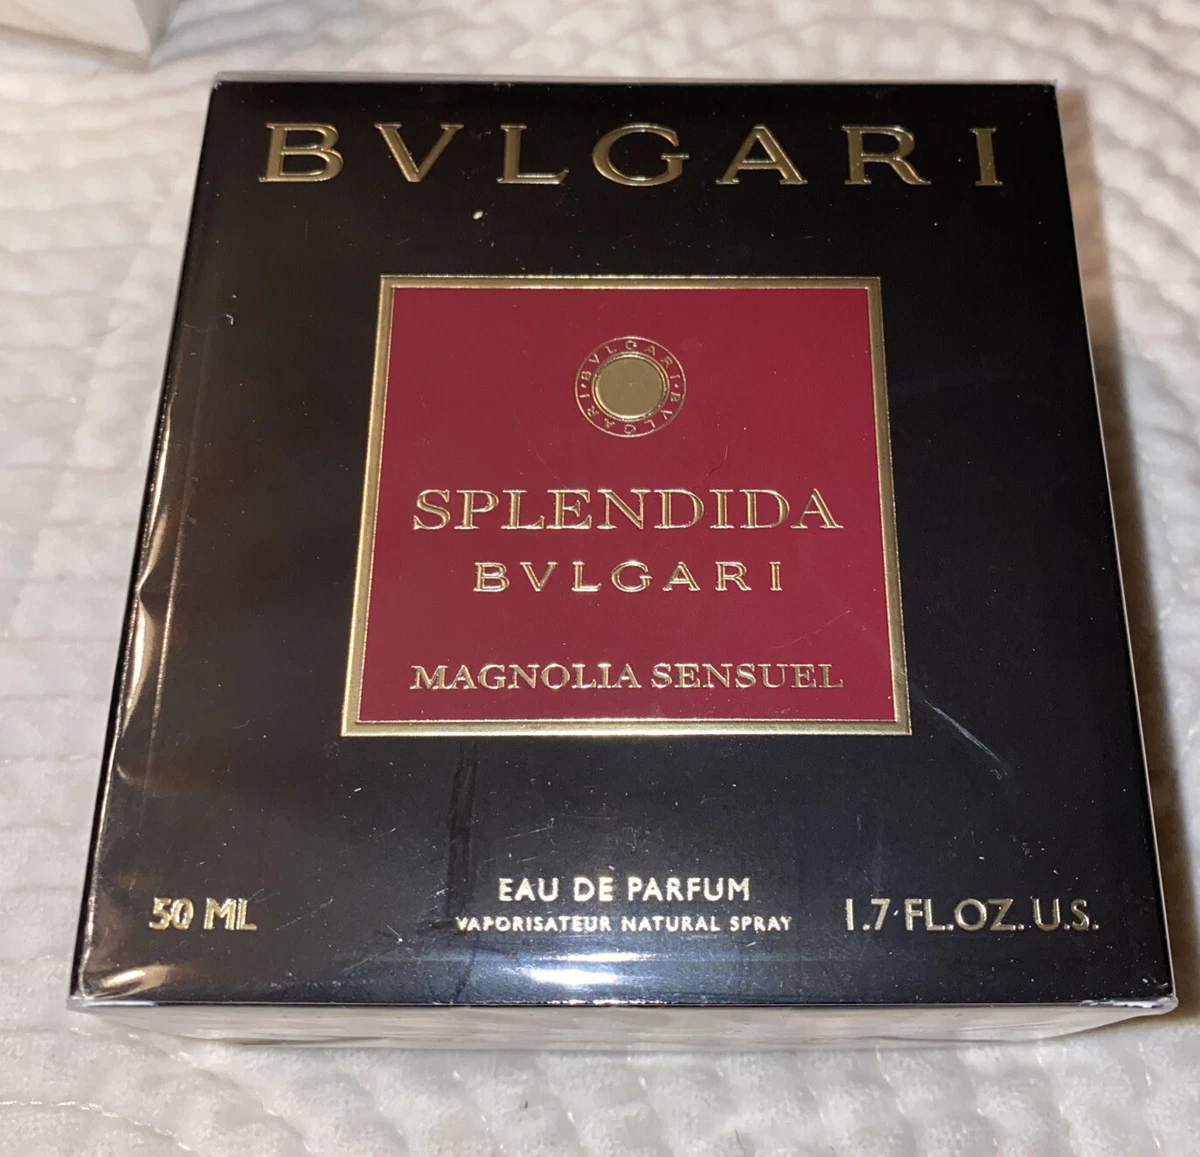 BVLGARI
BVLGARI · BVLGARI ·
SPLENDIDA
BVLGARI
MAGNOLIA SENSUEL
50 ML
EAU DE PARFUM
VAPORISATEUR NATURAL SPRAY
1.7 FL.OZ. U.S.